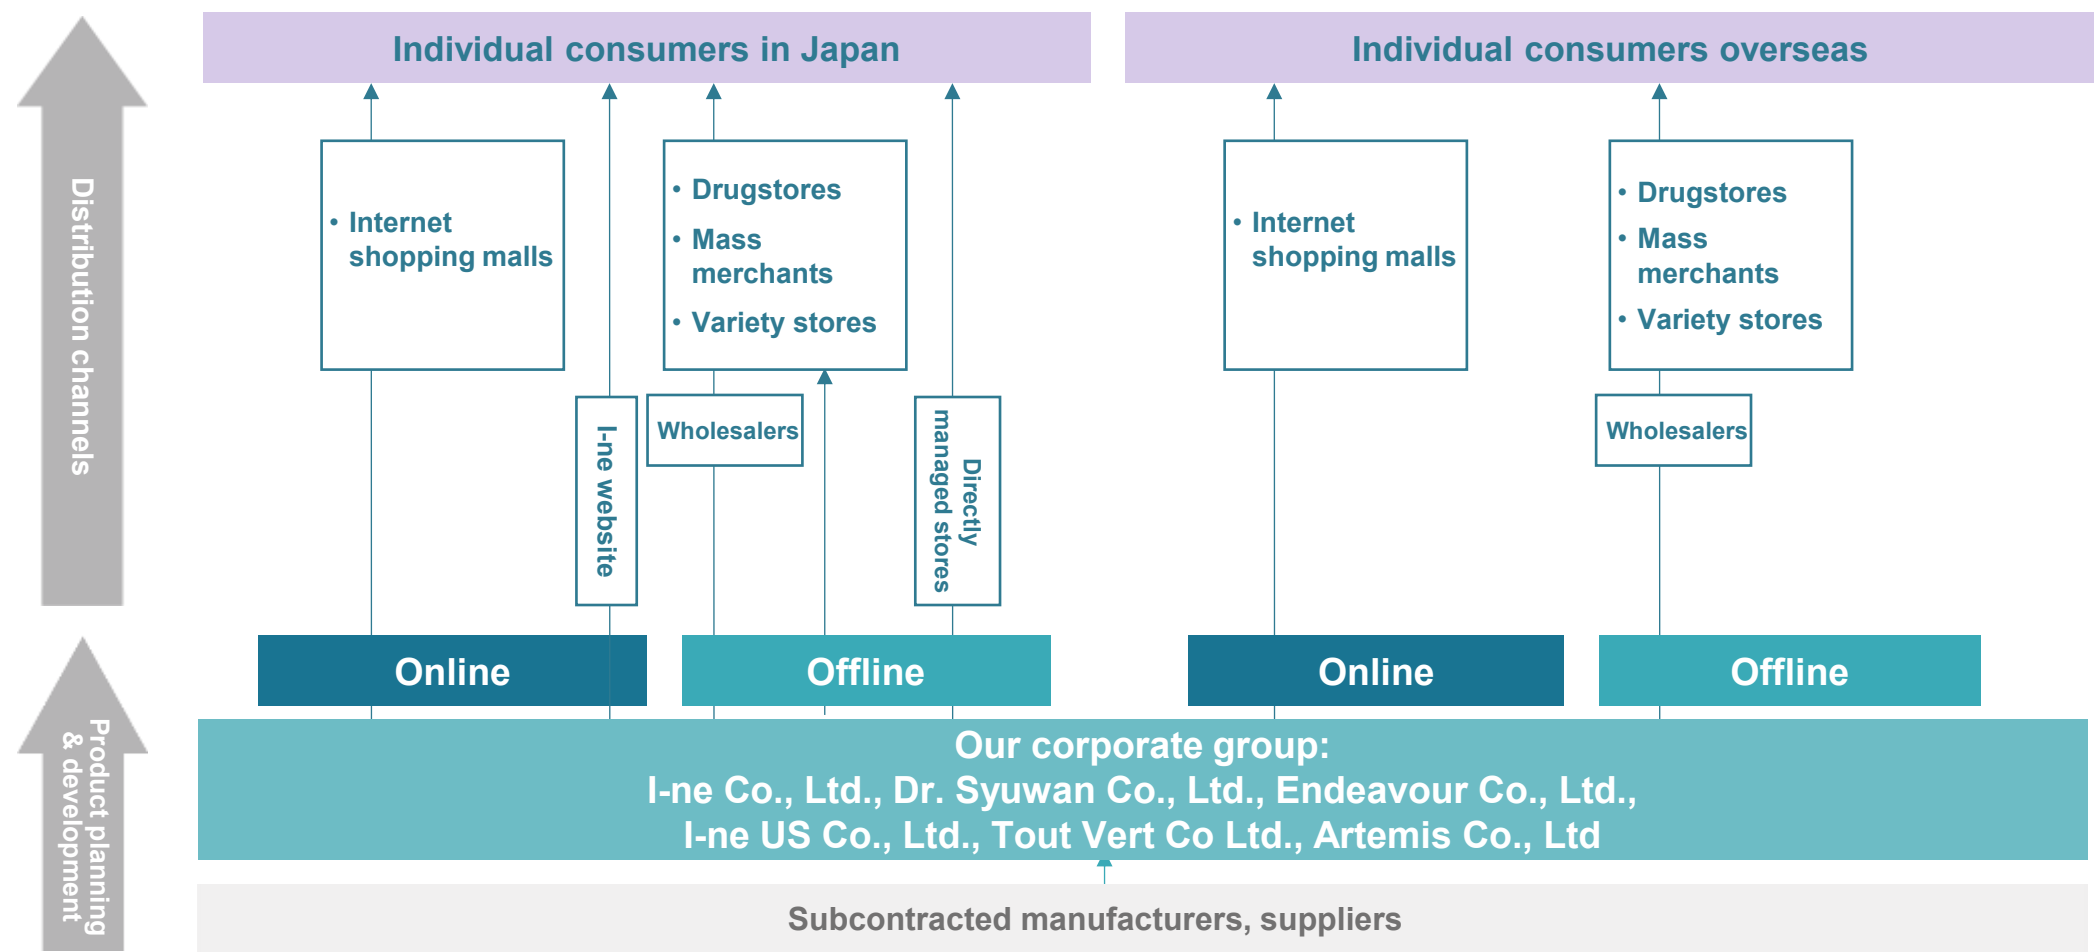 Individual consumers in Japan
Individual consumers overseas
Distribution channels
• Internet
shopping malls
• Drugstores
• Mass
merchants
• Variety stores
• Internet
shopping malls
• Drugstores
• Mass
merchants
• Variety stores
I-ne website
Wholesalers
Directly
managed stores
Wholesalers
Online
Offline
Online
Offline
Product planning
& development
Our corporate group:
I-ne Co., Ltd., Dr. Syuwan Co., Ltd., Endeavour Co., Ltd.,
I-ne US Co., Ltd., Tout Vert Co Ltd., Artemis Co., Ltd
Subcontracted manufacturers, suppliers